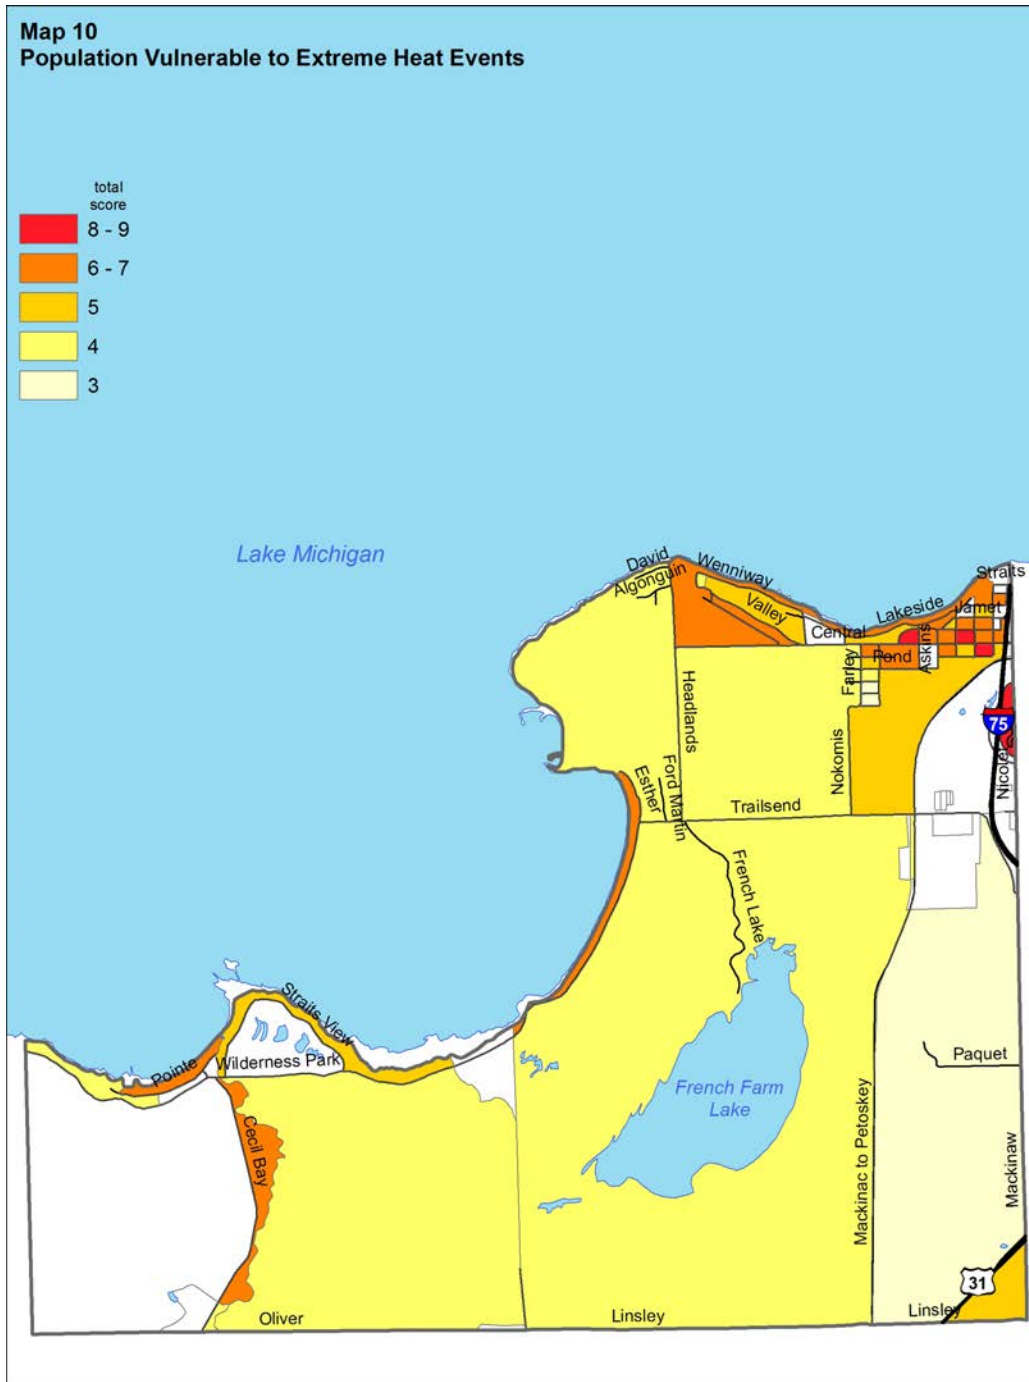 Map 10
Population Vulnerable to Extreme Heat Events
total
score
8 - 9
6 - 7
5
4
3
Lake Michigan
David
Algonguin
Wenniway
Valley
Central
Lakeside
Straits
Jamet
Askins
Pond
Farley
Headlands
Nokomis
75
Nicolet
Esther
Ford Martin
Trailsend
French Lake
Straits View
Wilderness Park
Pointe
Cecil Bay
French Farm
Lake
Mackinac to Petoskey
Paquet
Mackinaw
31
Oliver
Linsley
Linsley